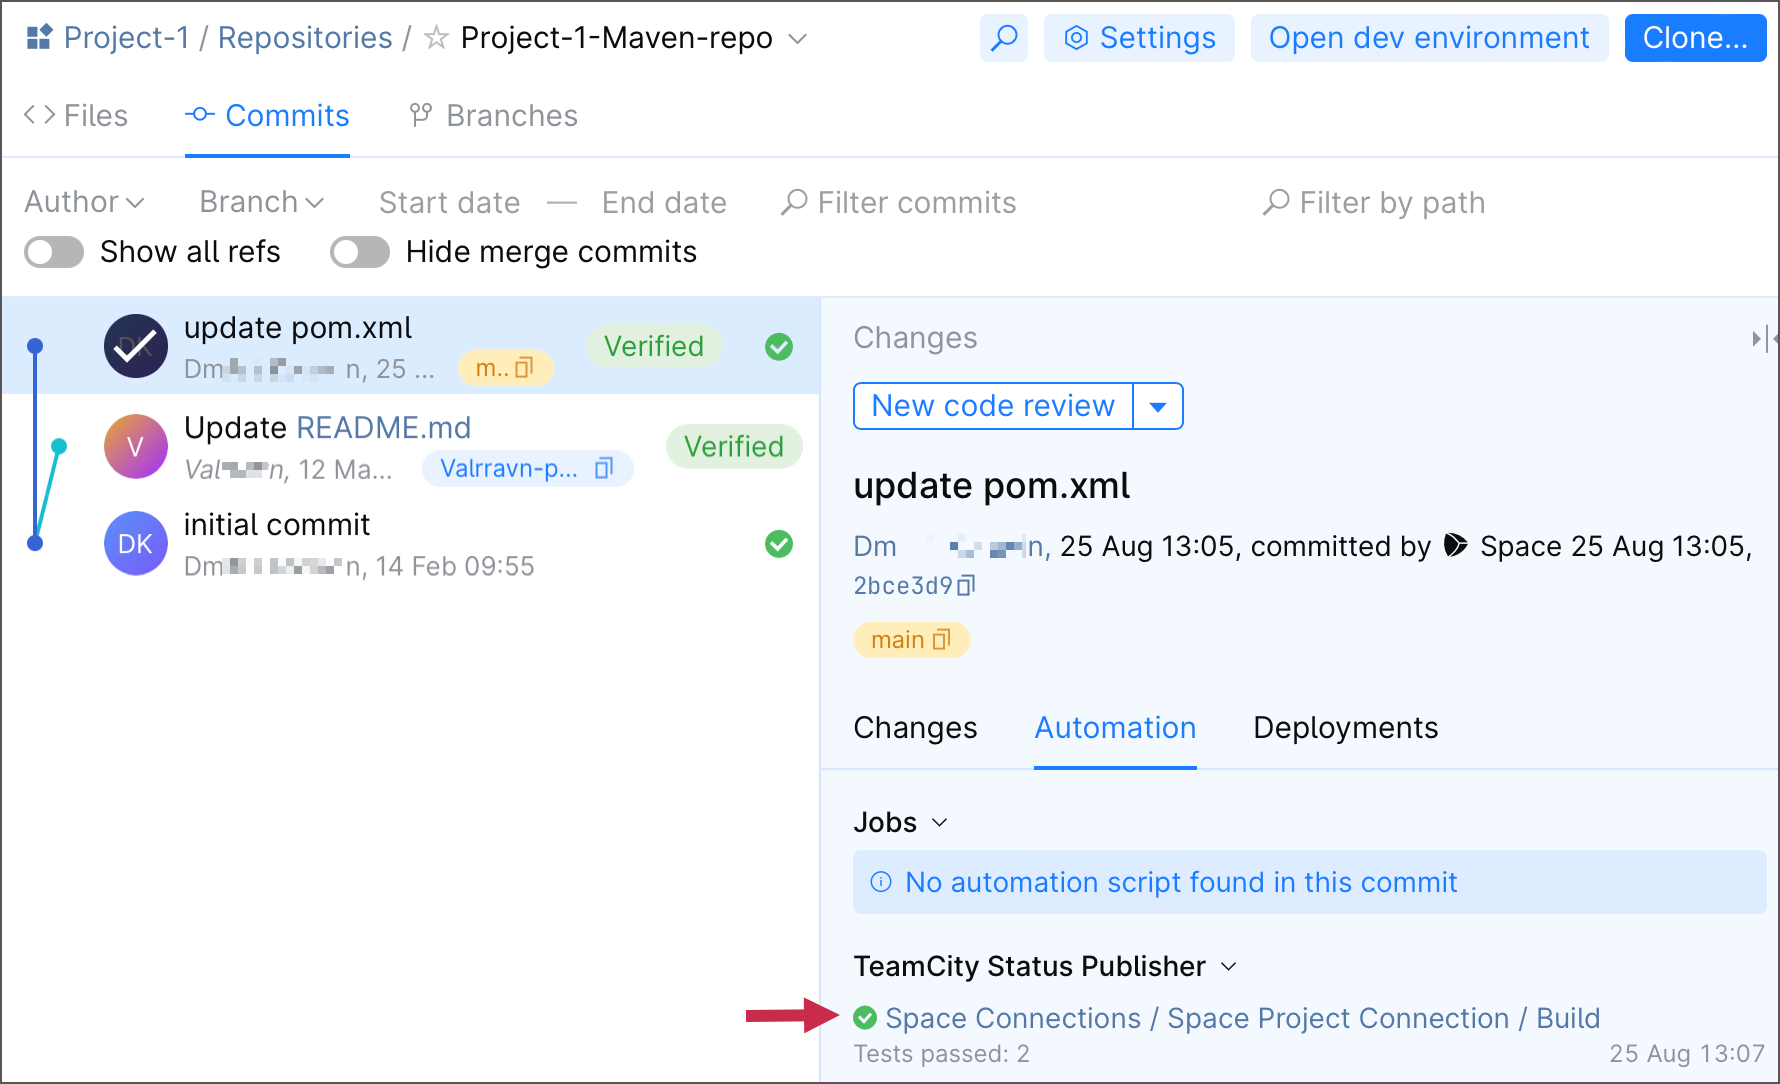 Project-1 / Repositories / Project-1-Maven-repo
Settings
Open dev environment
Clone...
Files
Commits
Branches
Author
Branch
Start date — End date
Filter commits
Filter by path
Show all refs
Hide merge commits
update pom.xml
Dm n, 25 ...
m..
Verified
V
Update README.md
Val n, 12 Ma...
Valrravn-p...
Verified
DK
initial commit
Dm n, 14 Feb 09:55
Changes
New code review
update pom.xml
Dm n, 25 Aug 13:05, committed by Space 25 Aug 13:05,
2bce3d9
main
Changes
Automation
Deployments
Jobs
No automation script found in this commit
TeamCity Status Publisher
Space Connections / Space Project Connection / Build
Tests passed: 2
25 Aug 13:07